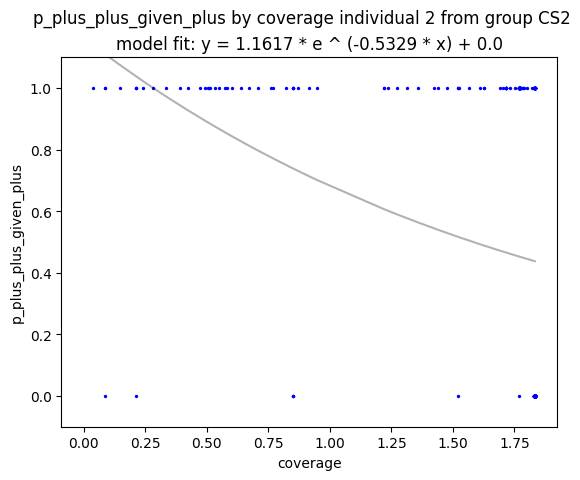 p_plus_plus_given_plus by coverage individual 2 from group CS2
model fit: y = 1.1617 * e ^ (-0.5329 * x) + 0.0
p_plus_plus_given_plus
1.0
0.8
0.6
0.4
0.2
0.0
0.00 0.25 0.50 0.75 1.00 1.25 1.50 1.75
coverage